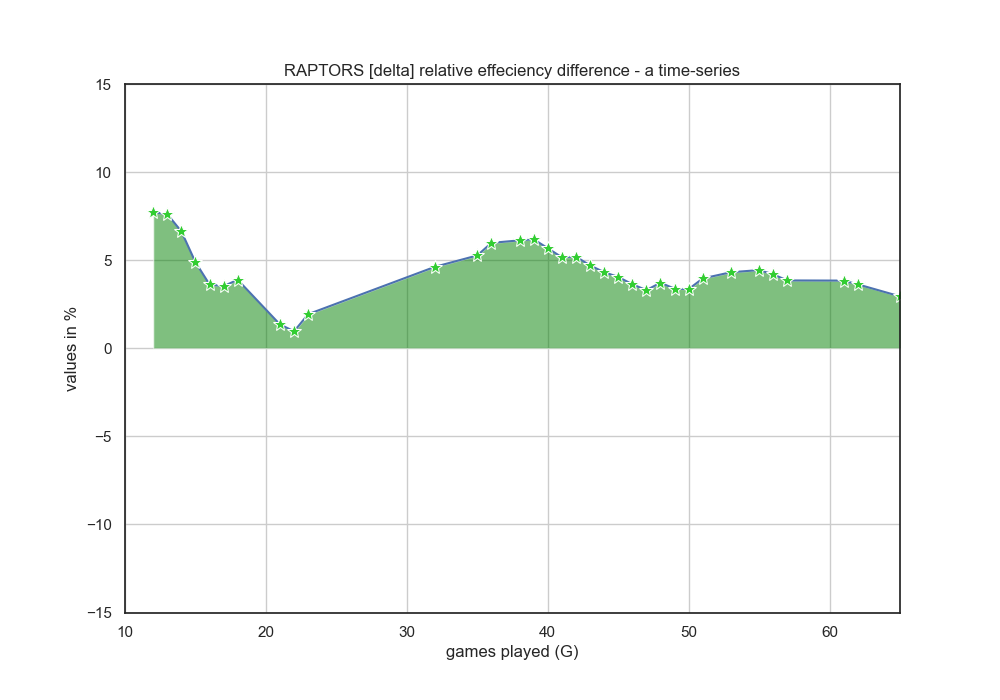 RAPTORS [delta] relative effeciency difference - a time-series
15
10
5
0
−5
−10
−15
values in %
10 20 30 40 50 60
games played (G)